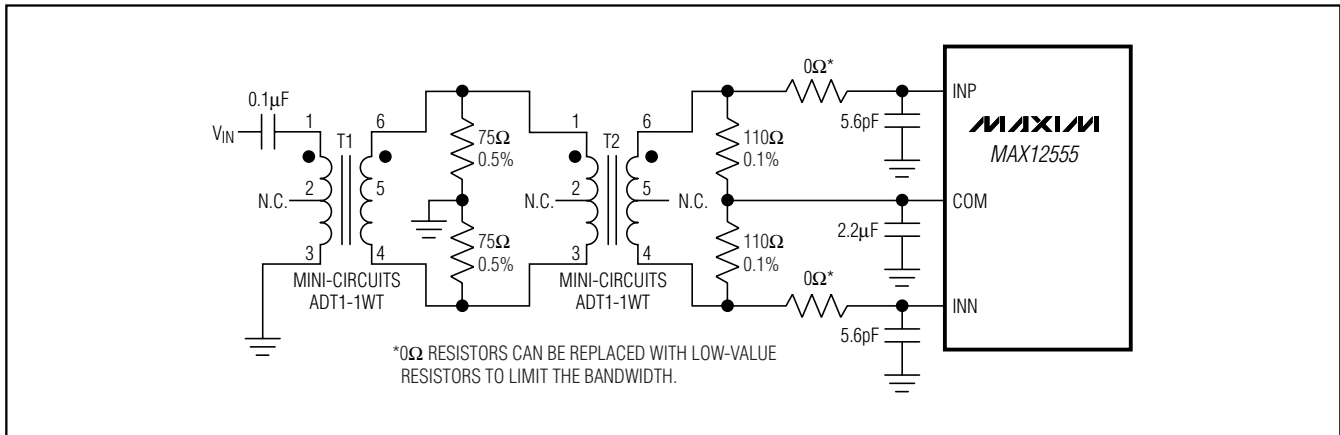 0.1μF
VIN
1
6
T1
2
5
N.C.
3
4
MINI-CIRCUITS
ADT1-1WT
75Ω
0.5%
75Ω
0.5%
1
6
T2
2
5
N.C.
N.C.
3
4
MINI-CIRCUITS
ADT1-1WT
110Ω
0.1%
110Ω
0.1%
0Ω*
5.6pF
2.2μF
0Ω*
5.6pF
INP
MAXIM
MAX12555
COM
INN
*0Ω RESISTORS CAN BE REPLACED WITH LOW-VALUE
RESISTORS TO LIMIT THE BANDWIDTH.